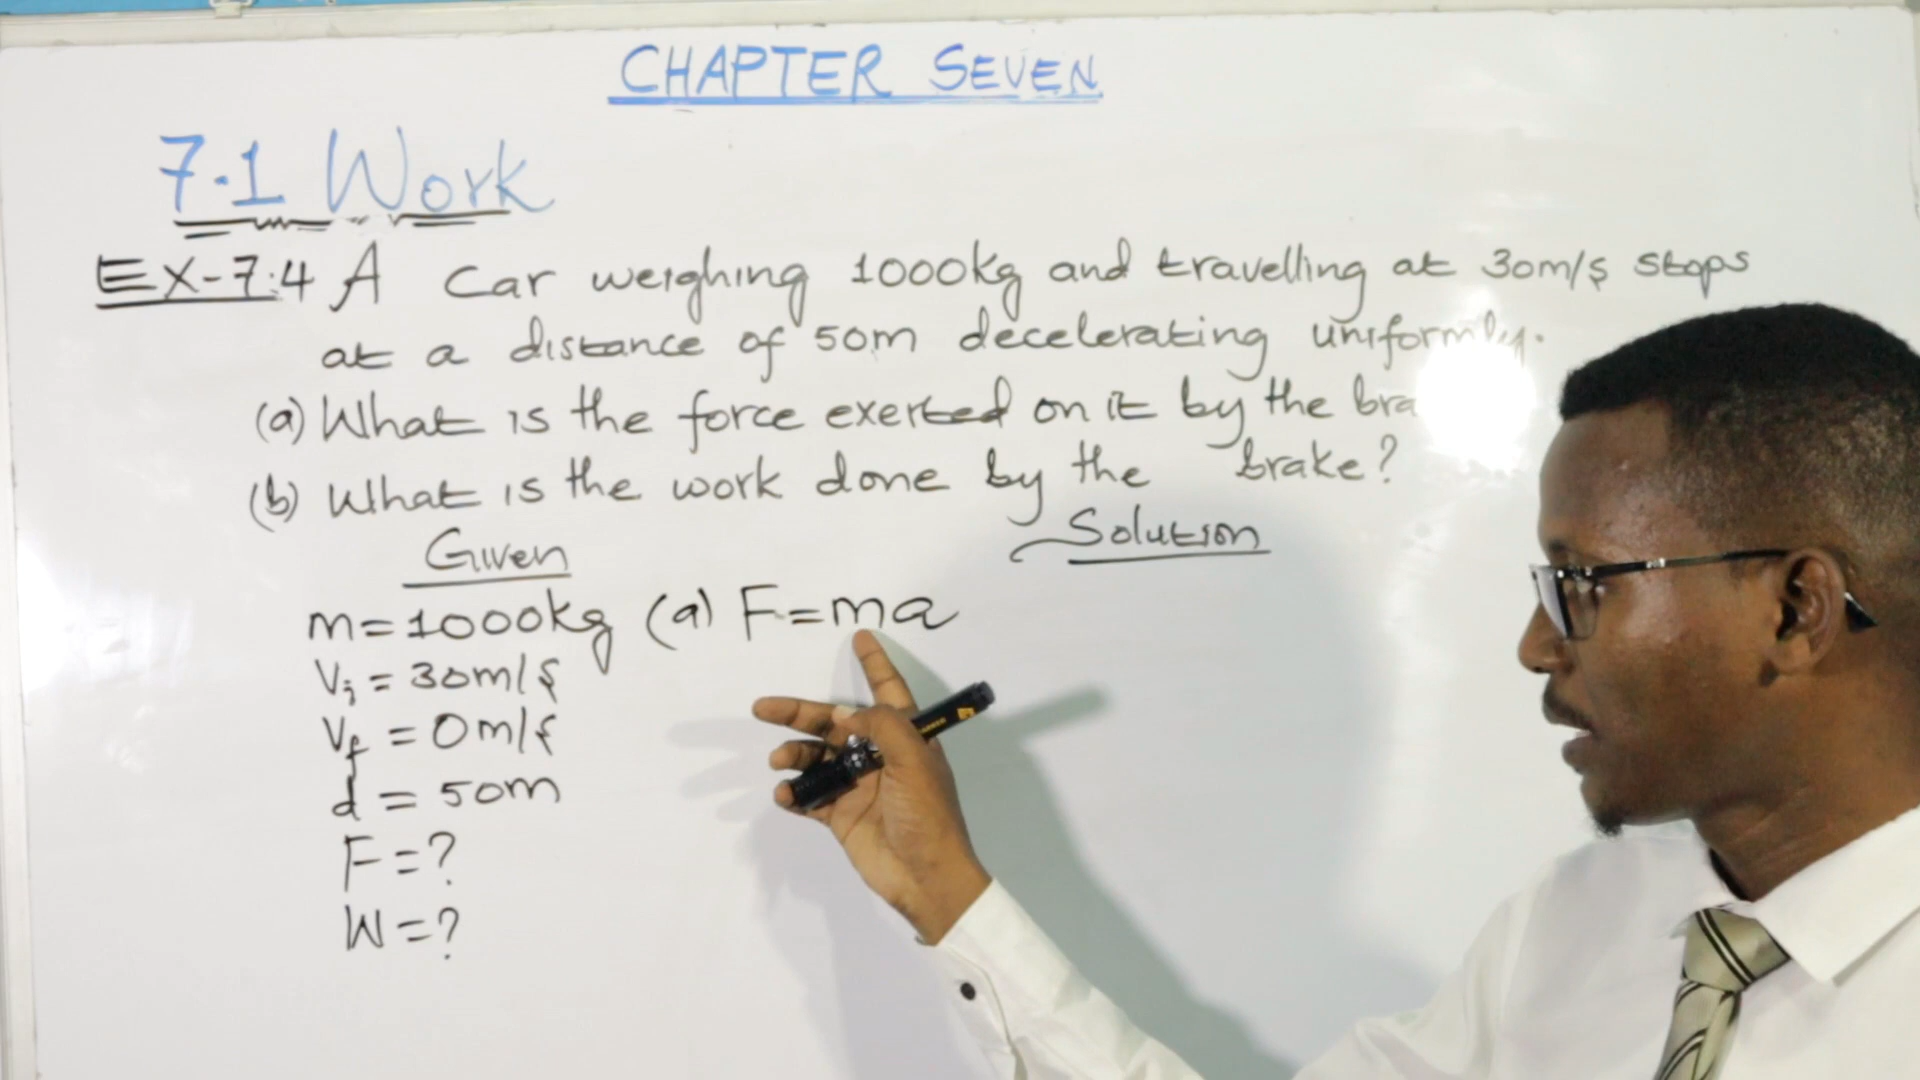 CHAPTER SEVEN
7.1 Work
EX-7.4 A Car weighing 1000kg and travelling at 30m/s stops
at a distance of 50m decelerating uniformly.
(a) What is the force exerted on it by the
(b) What is the work done by the brake?
Given
Solution
m=1000kg (a) F=ma
Vi = 30m/s
Vf = 0m/s
d = 50m
F=?
W=?